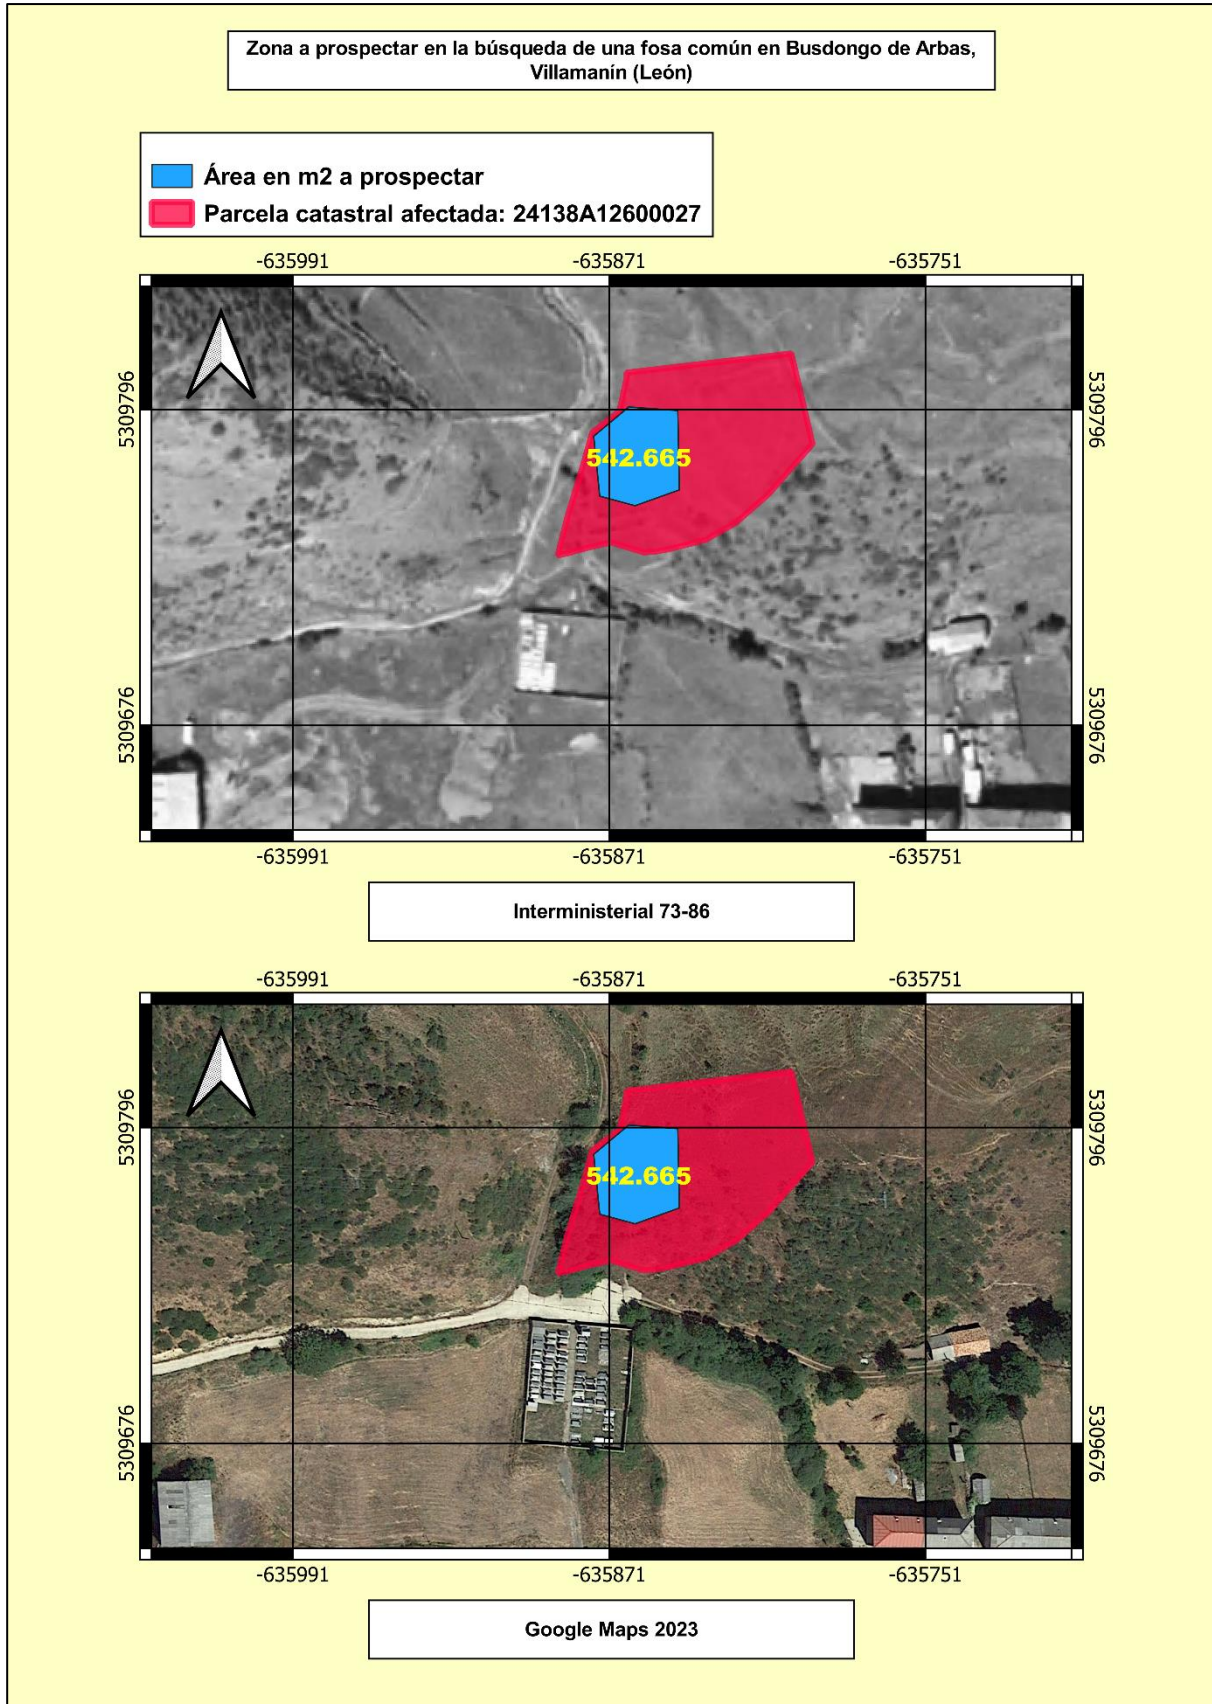 Zona a prospectar en la búsqueda de una fosa común en Busdongo de Arbas,
Villamanín (León)
Área en m2 a prospectar
Parcela catastral afectada: 24138A12600027
-635991 -635871 -635751
5309796 5309796
542.665
5309676 5309676
-635991 -635871 -635751
Interministerial 73-86
-635991 -635871 -635751
5309796 5309796
542.665
5309676 5309676
-635991 -635871 -635751
Google Maps 2023